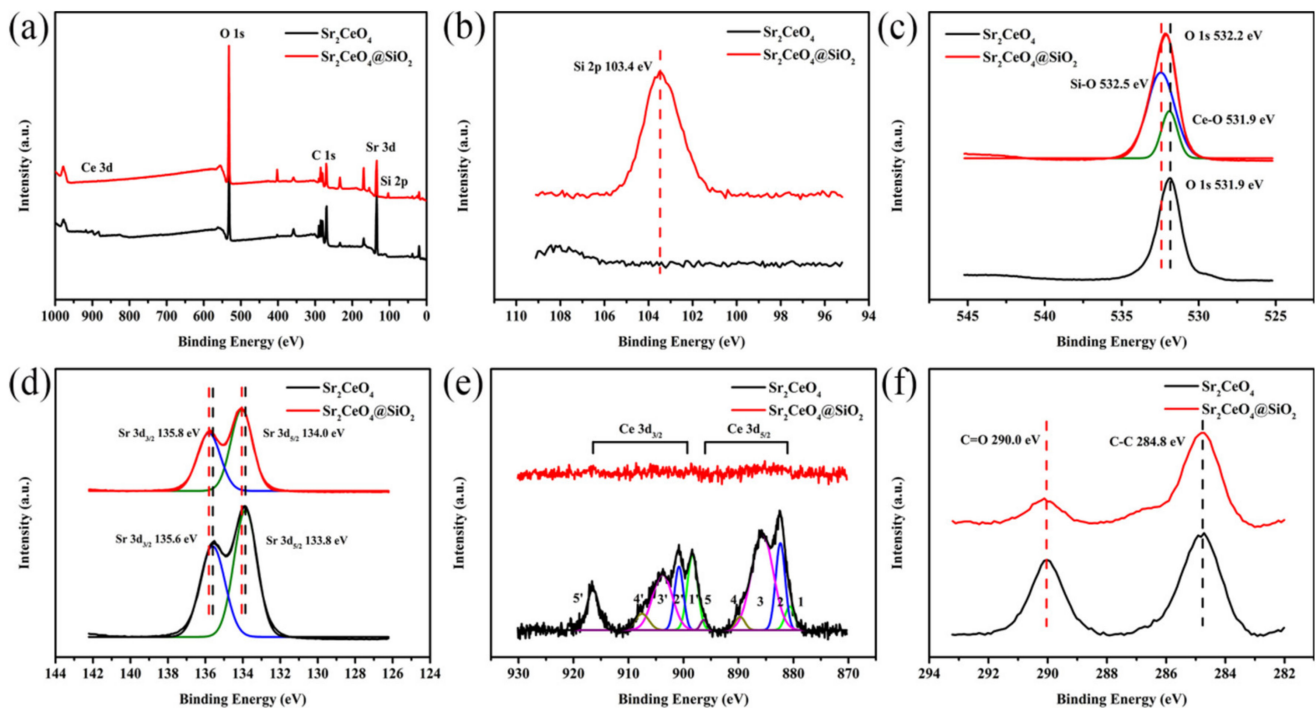 (a)
O 1s
Sr₂CeO₄
Sr₂CeO₄@SiO₂
Ce 3d
C 1s
Sr 3d
Si 2p
Intensity (a.u.)
1000 900 800 700 600 500 400 300 200 100 0
Binding Energy (eV)
(b)
Sr₂CeO₄
Sr₂CeO₄@SiO₂
Si 2p 103.4 eV
Intensity (a.u.)
110 108 106 104 102 100 98 96 94
Binding Energy (eV)
(c)
Sr₂CeO₄
Sr₂CeO₄@SiO₂
O 1s 532.2 eV
Si-O 532.5 eV
Ce-O 531.9 eV
O 1s 531.9 eV
Intensity (a.u.)
545 540 535 530 525
Binding Energy (eV)
(d)
Sr₂CeO₄
Sr₂CeO₄@SiO₂
Sr 3d₃/₂ 135.8 eV
Sr 3d₅/₂ 134.0 eV
Sr 3d₃/₂ 135.6 eV
Sr 3d₅/₂ 133.8 eV
Intensity (a.u.)
144 142 140 138 136 134 132 130 128 126 124
Binding Energy (eV)
(e)
Sr₂CeO₄
Sr₂CeO₄@SiO₂
Ce 3d₃/₂
Ce 3d₅/₂
5' 4' 3' 2' 1' 5 4 3 2 1
Intensity (a.u.)
930 920 910 900 890 880 870
Binding Energy (eV)
(f)
Sr₂CeO₄
Sr₂CeO₄@SiO₂
C=O 290.0 eV
C-C 284.8 eV
Intensity (a.u.)
294 292 290 288 286 284 282
Binding Energy (eV)